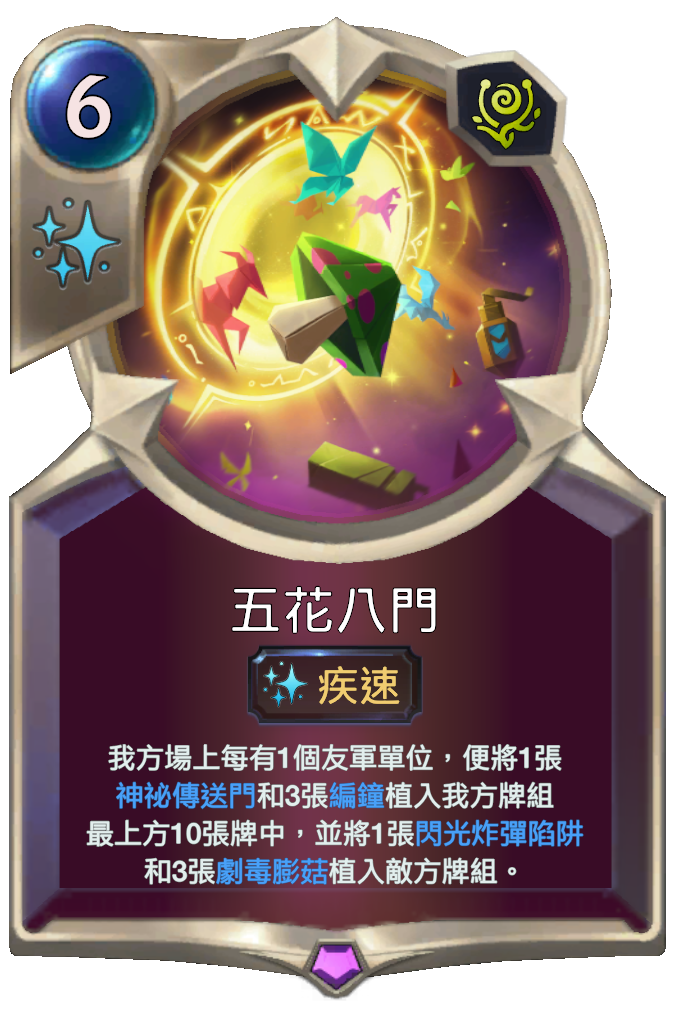 6
五花八門
疾速
我方場上每有1個友軍單位，便將1張
神祕傳送門和3張編鐘植入我方牌組
最上方10張牌中，並將1張閃光炸彈陷阱
和3張劇毒膨菇植入敵方牌組。